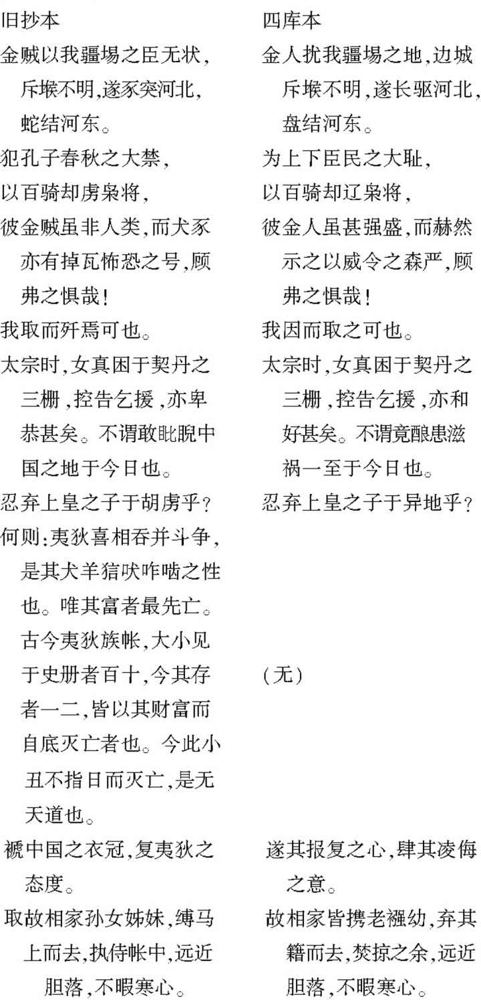 旧抄本
四库本
金贼以我疆埸之臣无状,
斥堠不明,遂豕突河北,
蛇结河东。
金人扰我疆埸之地,边城
斥堠不明,遂长驱河北,
盘结河东。
犯孔子春秋之大禁,
为上下臣民之大耻,
以百骑却虏枭将,
以百骑却辽枭将,
彼金贼虽非人类,而犬豕
亦有掉瓦怖恐之号,顾
弗之惧哉!
彼金人虽甚强盛,而赫然
示之以威令之森严,顾
弗之惧哉!
我取而歼焉可也。
我因而取之可也。
太宗时,女真困于契丹之
三栅,控告乞援,亦卑
恭甚矣。不谓敢眦睨中
国之地于今日也。
太宗时,女真困于契丹之
三栅,控告乞援,亦和
好甚矣。不谓竟酿患滋
祸一至于今日也。
忍弃上皇之子于胡虏乎?
忍弃上皇之子于异地乎?
何则:夷狄喜相吞并斗争,
是其犬羊狺吠咋啮之性
也。唯其富者最先亡。
古今夷狄族帐,大小见
于史册者百十,今其存
者一二,皆以其财富而
自底灭亡者也。今此小
丑不指日而灭亡,是无
天道也。
(无)
褫中国之衣冠,复夷狄之
态度。
遂其报复之心,肆其凌侮
之意。
取故相家孙女姊妹,缚马
上而去,执侍帐中,远近
胆落,不暇寒心。
故相家皆携老襁幼,弃其
籍而去,焚掠之余,远近
胆落,不暇寒心。